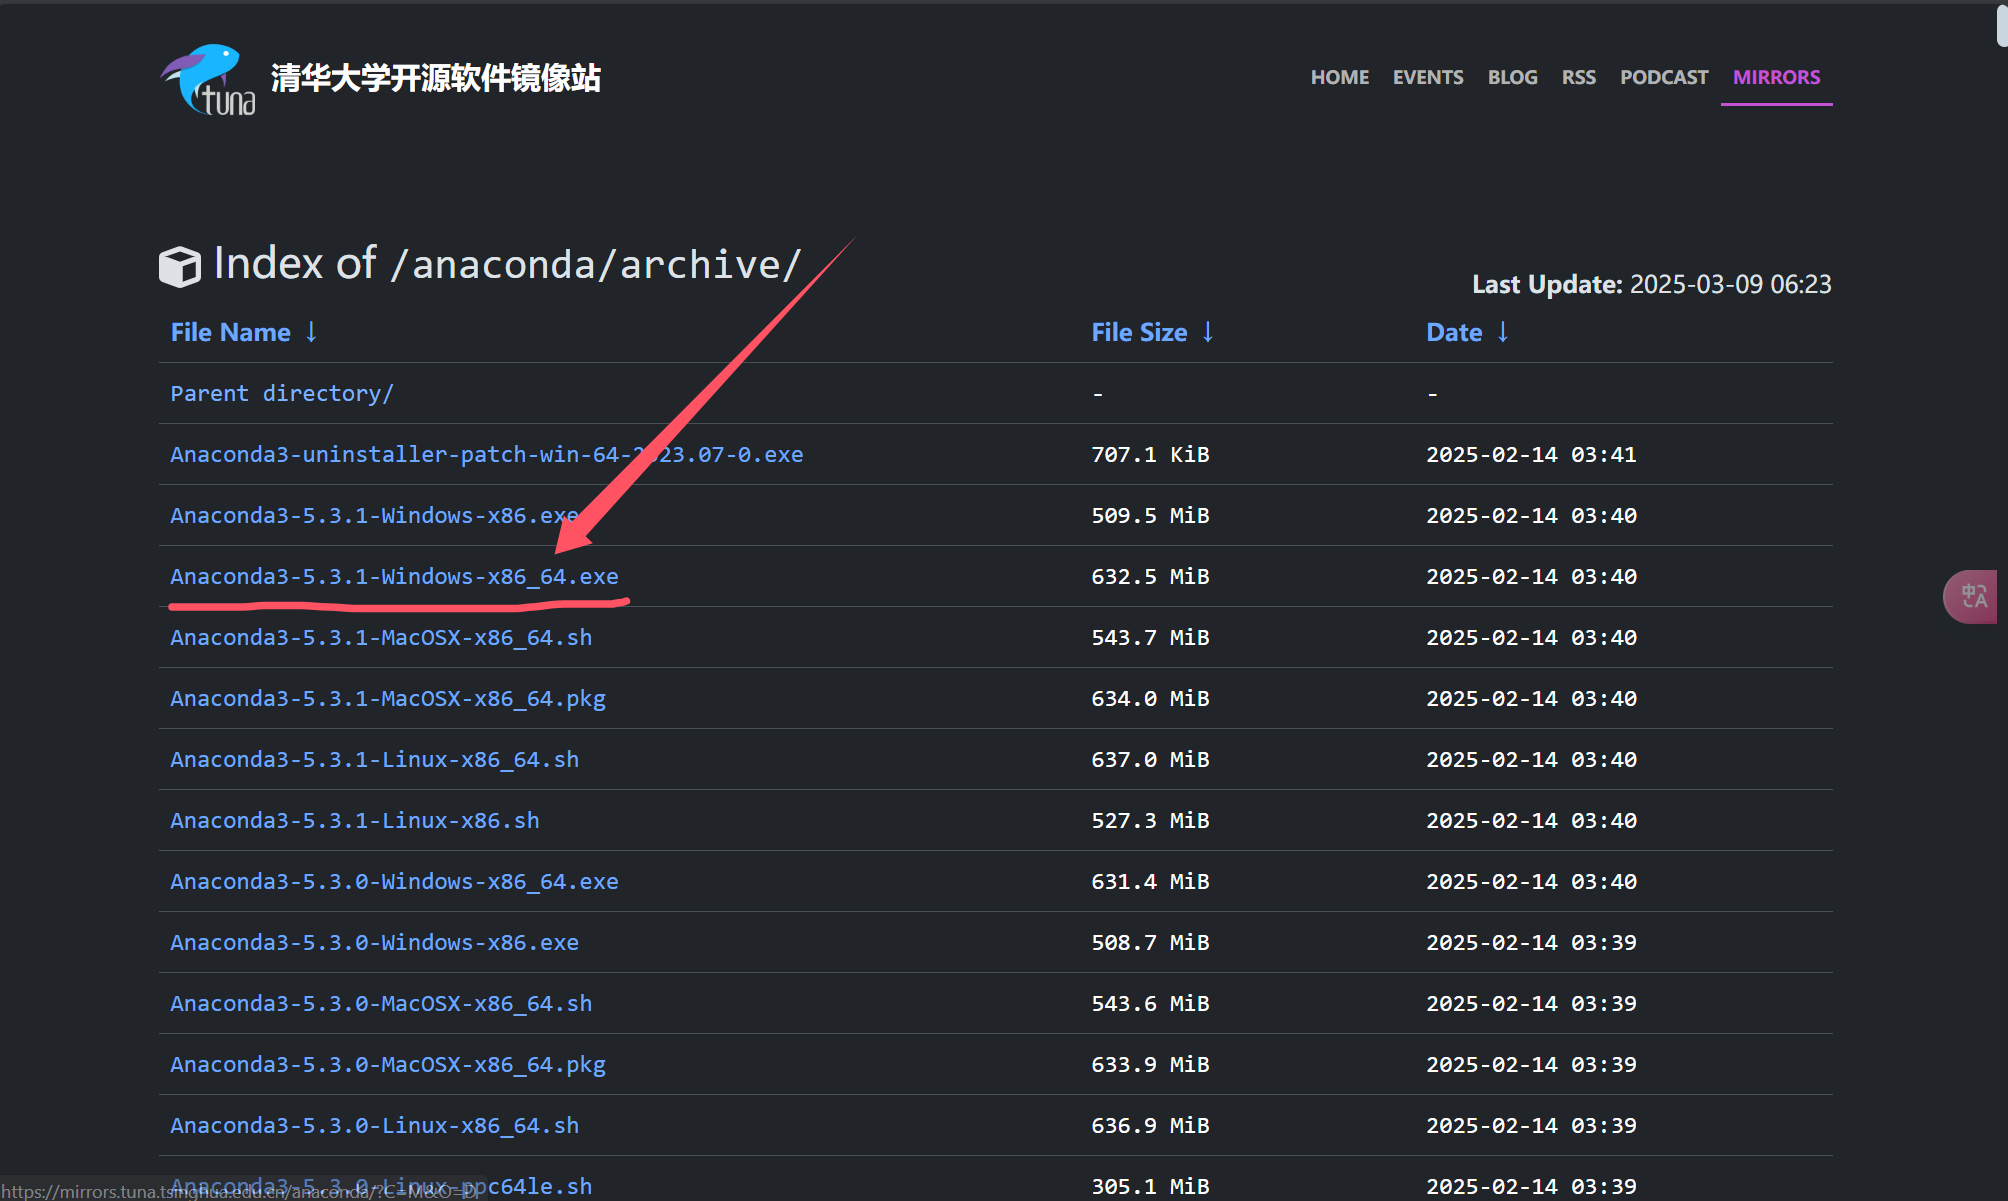 tuna
清华大学开源软件镜像站
HOME EVENTS BLOG RSS PODCAST MIRRORS
Index of /anaconda/archive/
Last Update: 2025-03-09 06:23
File Name ↓ File Size ↓ Date ↓
Parent directory/ - -
Anaconda3-uninstaller-patch-win-64-2023.07-0.exe 707.1 KiB 2025-02-14 03:41
Anaconda3-5.3.1-Windows-x86.exe 509.5 MiB 2025-02-14 03:40
Anaconda3-5.3.1-Windows-x86_64.exe 632.5 MiB 2025-02-14 03:40
中A
Anaconda3-5.3.1-MacOSX-x86_64.sh 543.7 MiB 2025-02-14 03:40
Anaconda3-5.3.1-MacOSX-x86_64.pkg 634.0 MiB 2025-02-14 03:40
Anaconda3-5.3.1-Linux-x86_64.sh 637.0 MiB 2025-02-14 03:40
Anaconda3-5.3.1-Linux-x86.sh 527.3 MiB 2025-02-14 03:40
Anaconda3-5.3.0-Windows-x86_64.exe 631.4 MiB 2025-02-14 03:40
Anaconda3-5.3.0-Windows-x86.exe 508.7 MiB 2025-02-14 03:39
Anaconda3-5.3.0-MacOSX-x86_64.sh 543.6 MiB 2025-02-14 03:39
Anaconda3-5.3.0-MacOSX-x86_64.pkg 633.9 MiB 2025-02-14 03:39
Anaconda3-5.3.0-Linux-x86_64.sh 636.9 MiB 2025-02-14 03:39
Anaconda3-5.3.0-Linux-ppc64le.sh 305.1 MiB 2025-02-14 03:39
https://mirrors.tuna.tsinghua.edu.cn/anaconda/?C=M&O=D